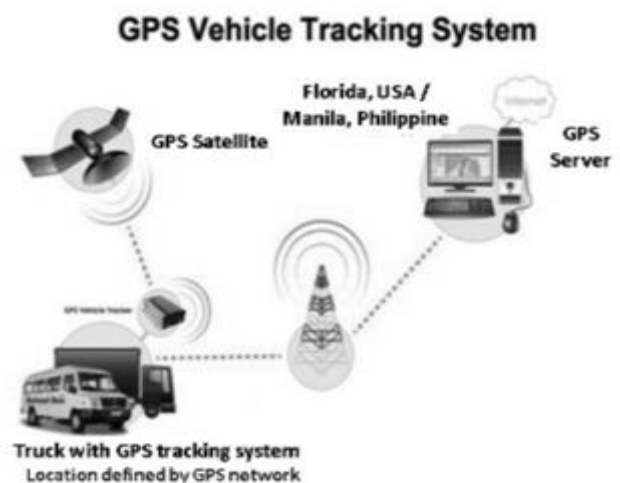 GPS Vehicle Tracking System
Florida, USA /
Manila, Philippine
Internet
GPS
Server
GPS Satellite
GPS Vehicle Tracker
Truck with GPS tracking system
Location defined by GPS network